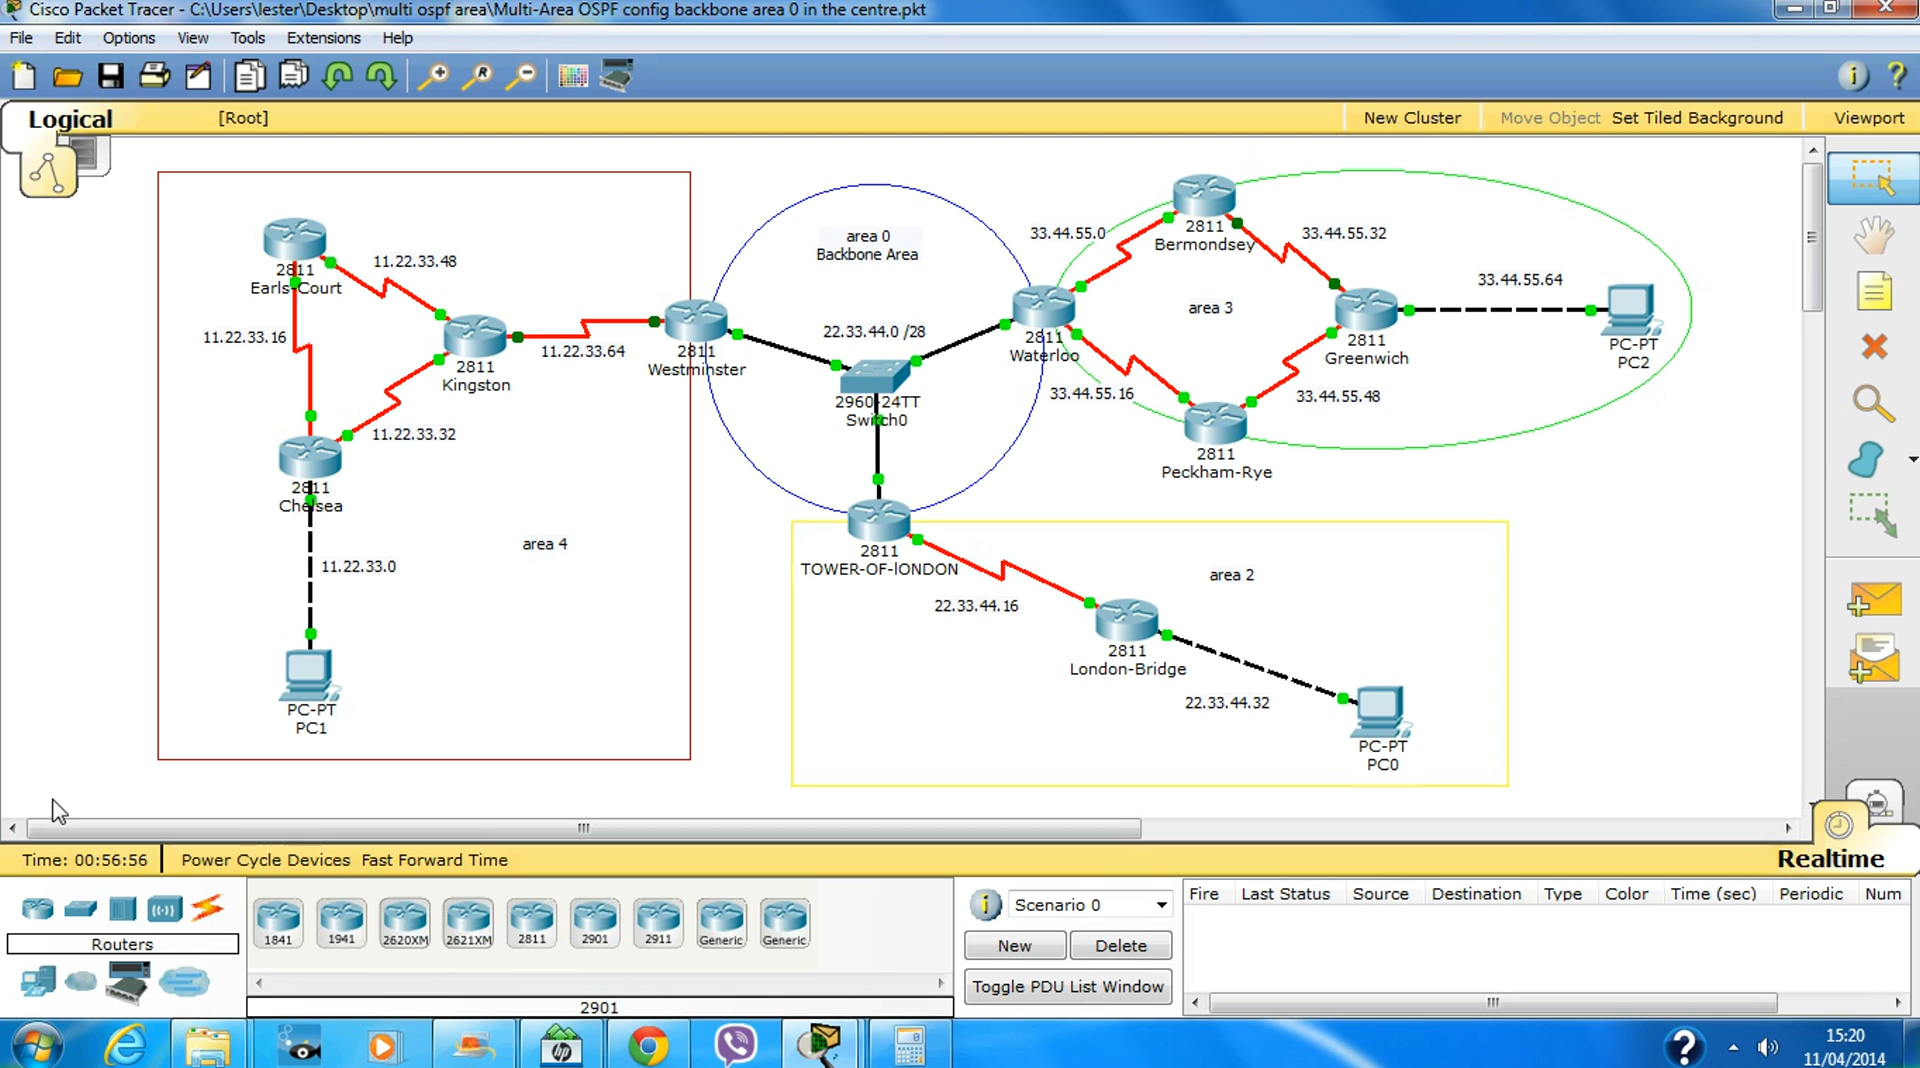 Cisco Packet Tracer - C:\Users\lester\Desktop\multi ospf area\Multi-Area OSPF config backbone area 0 in the centre.pkt
File Edit Options View Tools Extensions Help
Logical [Root] New Cluster Move Object Set Tiled Background Viewport
2811
Earls-Court
11.22.33.48
11.22.33.16
2811
Kingston
11.22.33.64
11.22.33.32
2811
Chelsea
11.22.33.0
area 4
PC-PT
PC1
2811
Westminster
area 0
Backbone Area
22.33.44.0 /28
2960-24TT
Switch0
2811
Waterloo
33.44.55.0
2811
Bermondsey
33.44.55.32
area 3
33.44.55.16
2811
Peckham-Rye
33.44.55.48
2811
Greenwich
33.44.55.64
PC-PT
PC2
2811
TOWER-OF-lONDON
22.33.44.16
area 2
2811
London-Bridge
22.33.44.32
PC-PT
PC0
Time: 00:56:56 Power Cycle Devices Fast Forward Time Realtime
Routers
1841 1941 2620XM 2621XM 2811 2901 2911 Generic Generic
2901
Scenario 0
New Delete
Toggle PDU List Window
Fire Last Status Source Destination Type Color Time (sec) Periodic Num
hp
15:20
11/04/2014